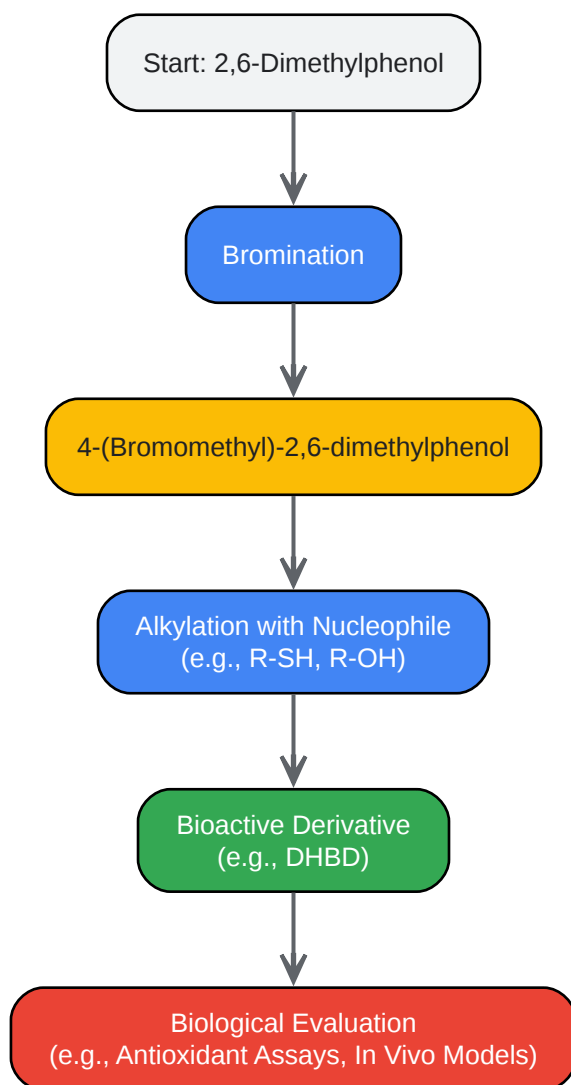 Start: 2,6-Dimethylphenol
Bromination
4-(Bromomethyl)-2,6-dimethylphenol
Alkylation with Nucleophile
(e.g., R-SH, R-OH)
Bioactive Derivative
(e.g., DHBD)
Biological Evaluation
(e.g., Antioxidant Assays, In Vivo Models)